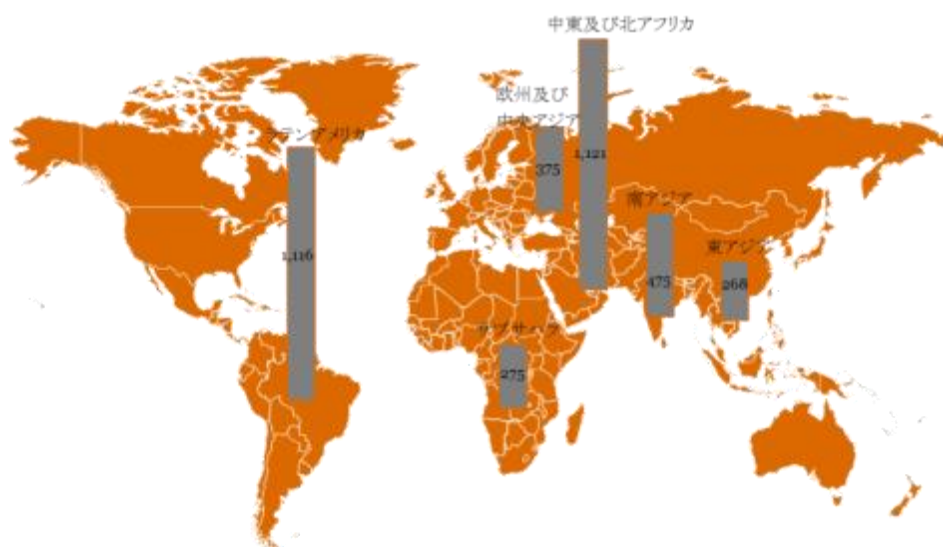 中東及び北アフリカ
欧州及び
中央アジア
ラテンアメリカ
1,121
375
南アジア
東アジア
1,116
475
268
サブサハラ
275